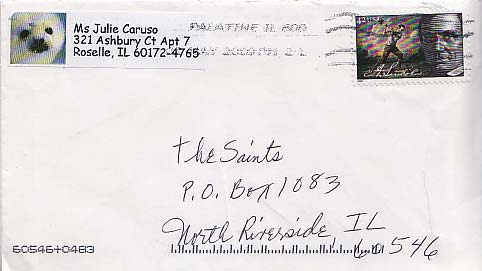 Ms Julie Caruso
321 Ashbury Ct Apt 7
Roselle, IL 60172-4765
PALATINE IL 600
The Saints
P.O. Box 1083
North Riverside, IL
60546
60546+0483